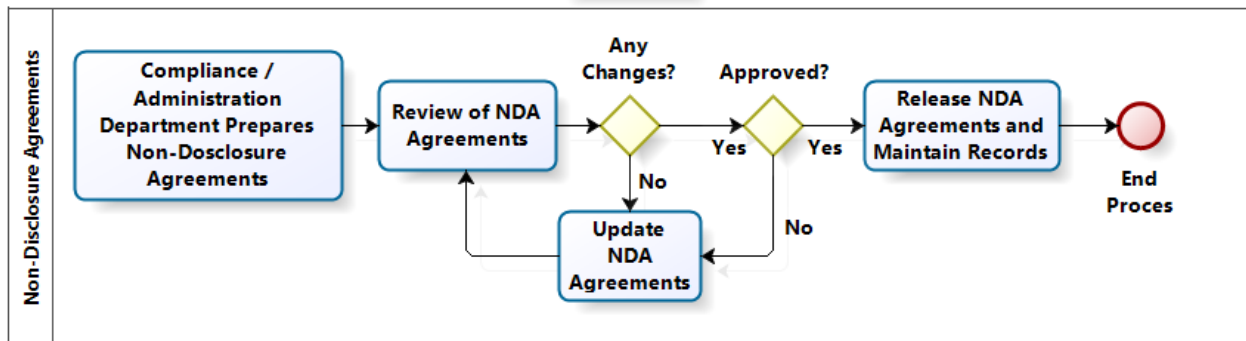 Non-Disclosure Agreements
Compliance /
Administration
Department Prepares
Non-Dosclosure
Agreements
Review of NDA
Agreements
Any
Changes?
Yes
No
Approved?
Yes
No
Update
NDA
Agreements
Release NDA
Agreements and
Maintain Records
End
Proces